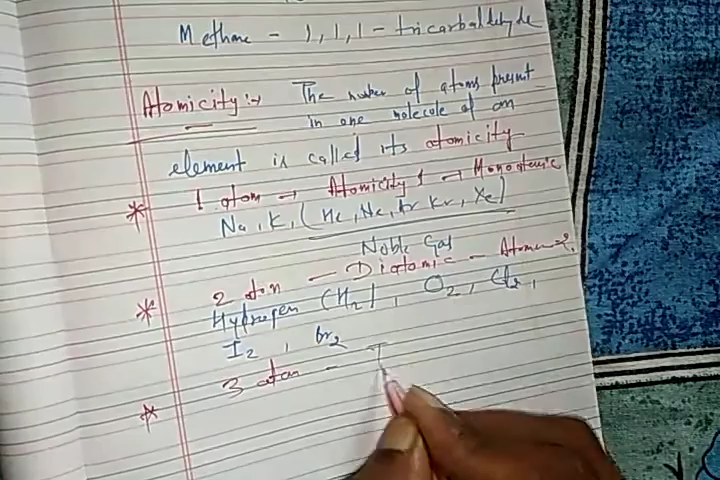 Methane - 1, 1, 1 - tricarbaldehyde
Atomicity :→ The number of atoms present
in one molecule of an
element is called its atomicity
* 1 atom → Atomicity 1 → Monoatomic
Na, K, (He, Ne, Ar Kr, Xe)
Noble Gas
* 2 atom — Diatomic —
Hydrogen (H2), O2, Cl2,
I2, Br2
* 3 atom - T